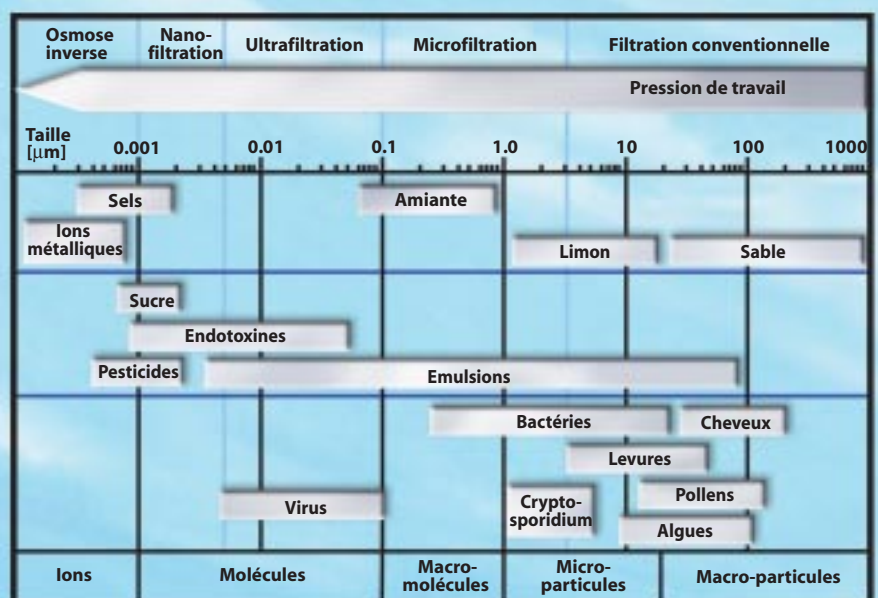 Osmose
inverse
Nano-
filtration
Ultrafiltration
Microfiltration
Filtration conventionnelle
Pression de travail
Taille
[µm]
0.001
0.01
0.1
1.0
10
100
1000
Sels
Amiante
Ions
métalliques
Limon
Sable
Sucre
Endotoxines
Pesticides
Emulsions
Bactéries
Cheveux
Levures
Virus
Crypto-
sporidium
Pollens
Algues
Ions
Molécules
Macro-
molécules
Micro-
particules
Macro-particules